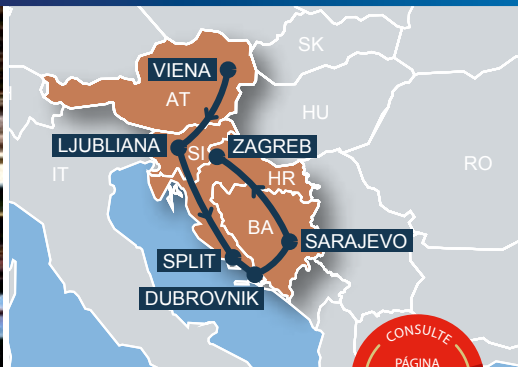 SK
VIENA
AT
HU
LJUBLIANA
SI
ZAGREB
RO
IT
HR
BA
SARAJEVO
SPLIT
DUBROVNIK
CONSULTE
PÁGINA